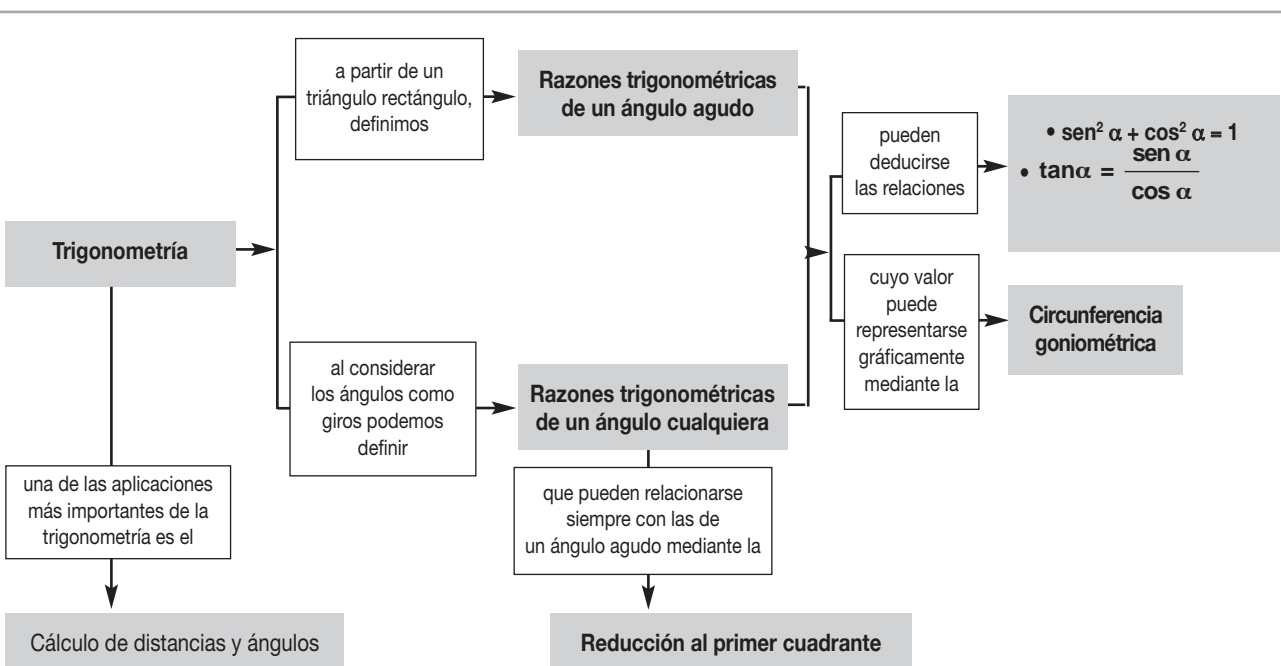 a partir de un
triángulo rectángulo,
definimos
Razones trigonométricas
de un ángulo agudo
pueden
deducirse
las relaciones
• sen² α + cos² α = 1
• tanα = sen α / cos α
Trigonometría
cuyo valor
puede
representarse
gráficamente
mediante la
Circunferencia
goniométrica
al considerar
los ángulos como
giros podemos
definir
Razones trigonométricas
de un ángulo cualquiera
una de las aplicaciones
más importantes de la
trigonometría es el
que pueden relacionarse
siempre con las de
un ángulo agudo mediante la
Cálculo de distancias y ángulos
Reducción al primer cuadrante